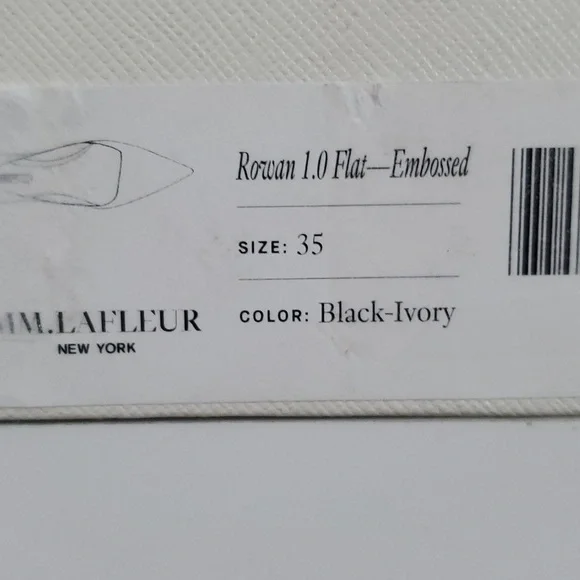 Rowan 1.0 Flat—Embossed
SIZE: 35
COLOR: Black-Ivory
MM.LAFLEUR
NEW YORK